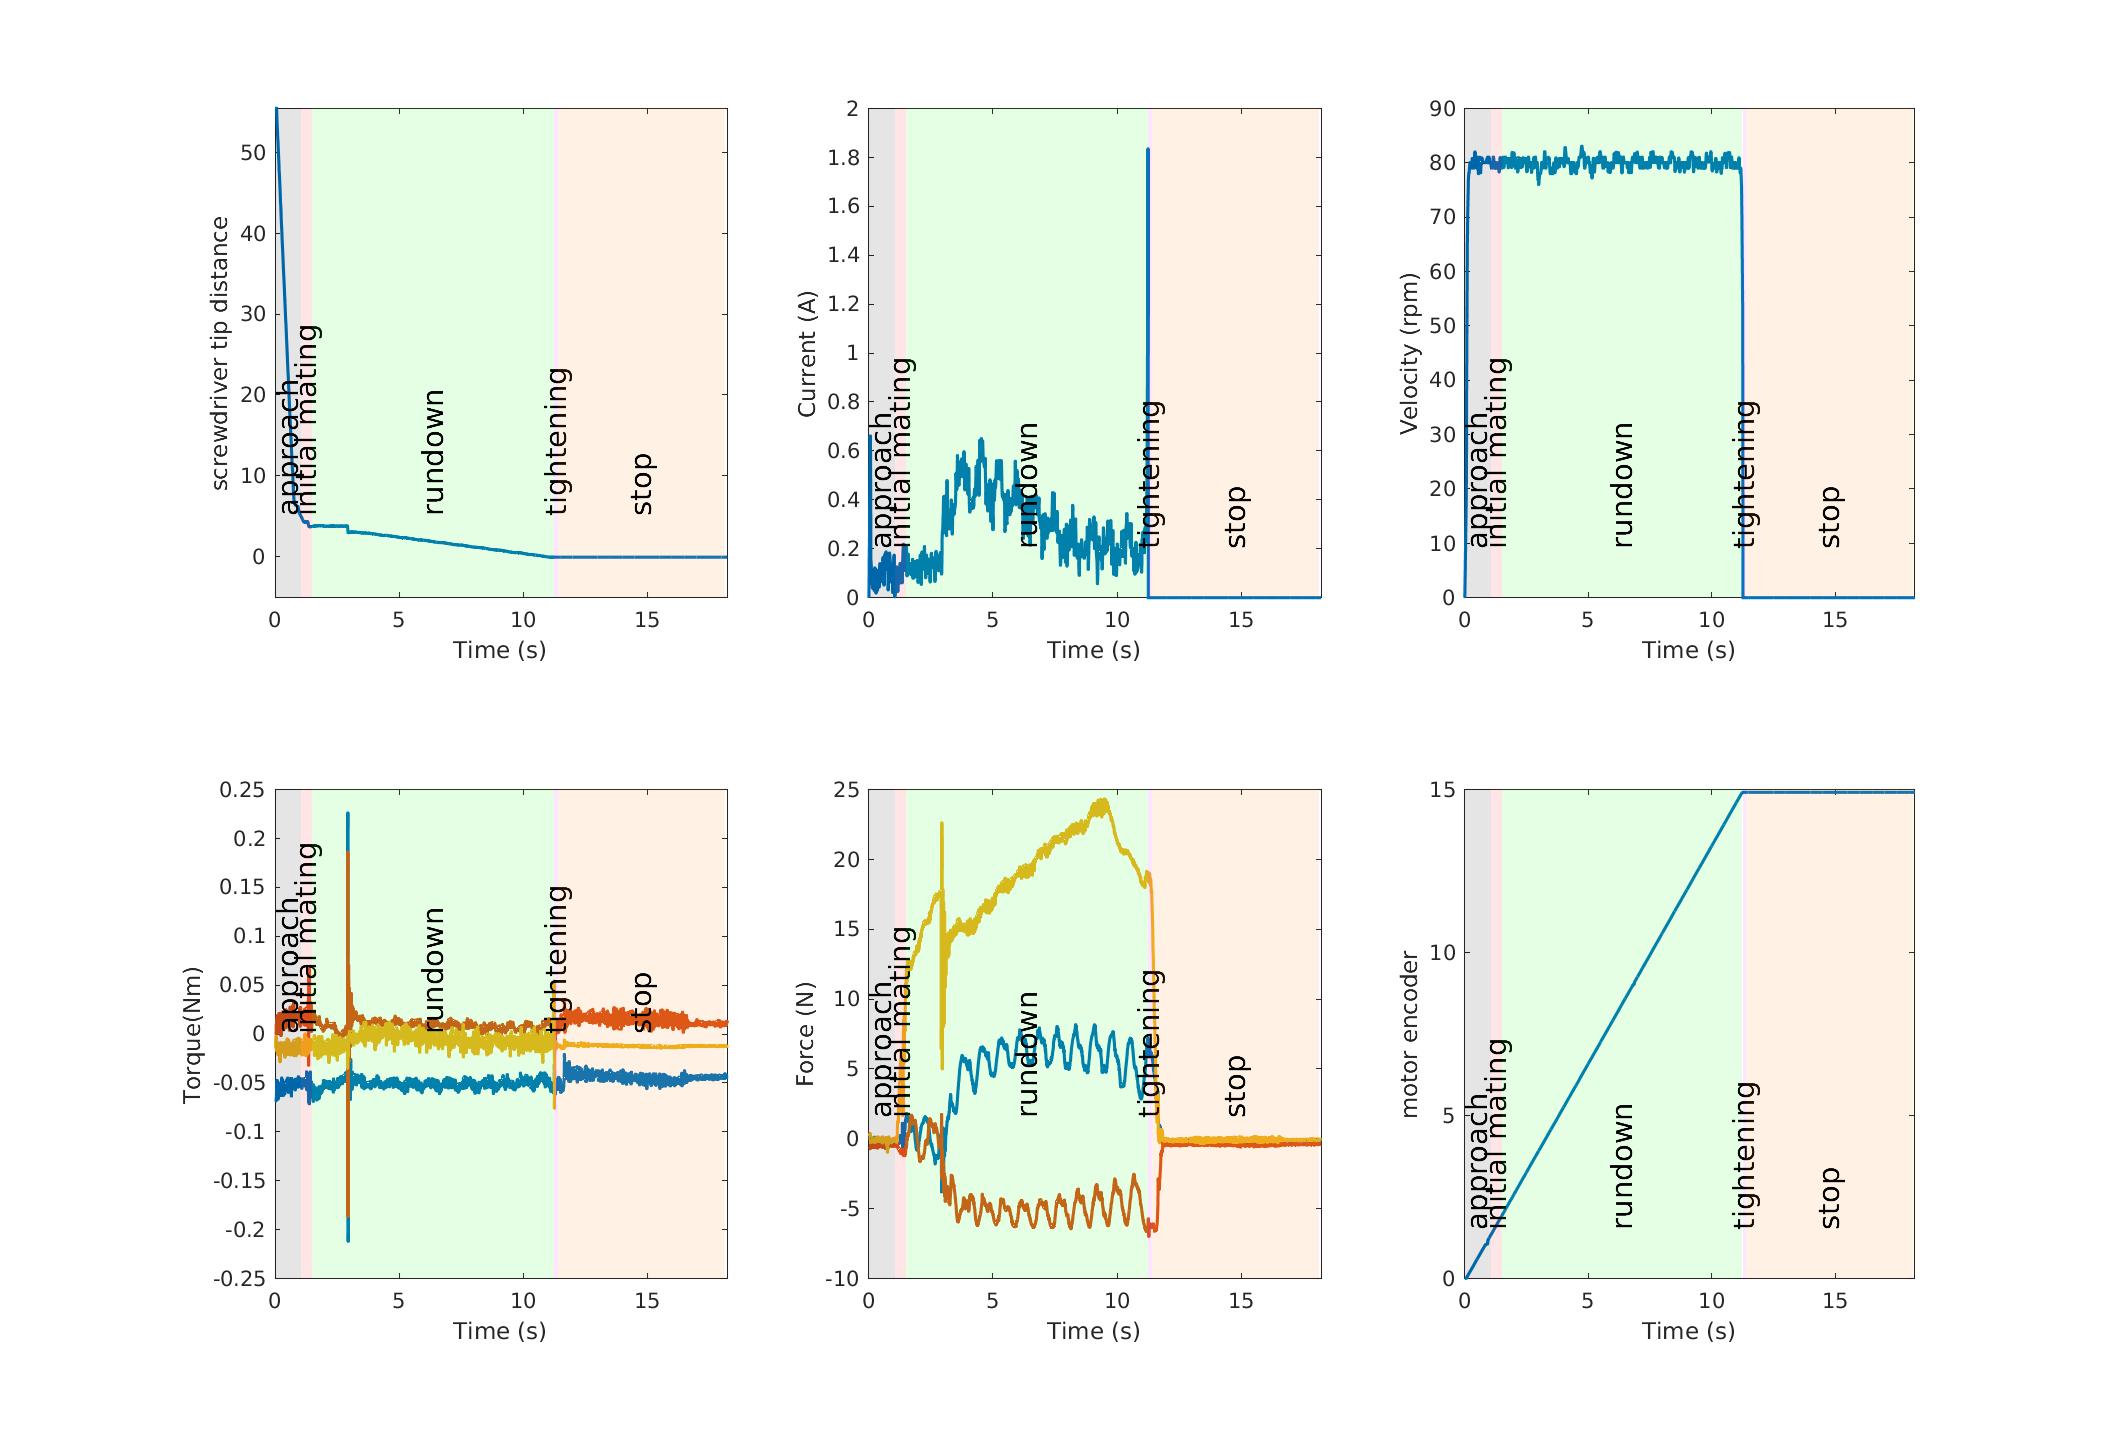 screwdriver tip distance
50
40
30
20
10
0
approach
initial mating
rundown
tightening
stop
0 5 10 15
Time (s)
Current (A)
2
1.8
1.6
1.4
1.2
1
0.8
0.6
0.4
0.2
0
approach
initial mating
rundown
tightening
stop
0 5 10 15
Time (s)
Velocity (rpm)
90
80
70
60
50
40
30
20
10
0
approach
initial mating
rundown
tightening
stop
0 5 10 15
Time (s)
Torque(Nm)
0.25
0.2
0.15
0.1
0.05
0
-0.05
-0.1
-0.15
-0.2
-0.25
approach
initial mating
rundown
tightening
stop
0 5 10 15
Time (s)
Force (N)
25
20
15
10
5
0
-5
-10
approach
initial mating
rundown
tightening
stop
0 5 10 15
Time (s)
motor encoder
15
10
5
0
approach
initial mating
rundown
tightening
stop
0 5 10 15
Time (s)